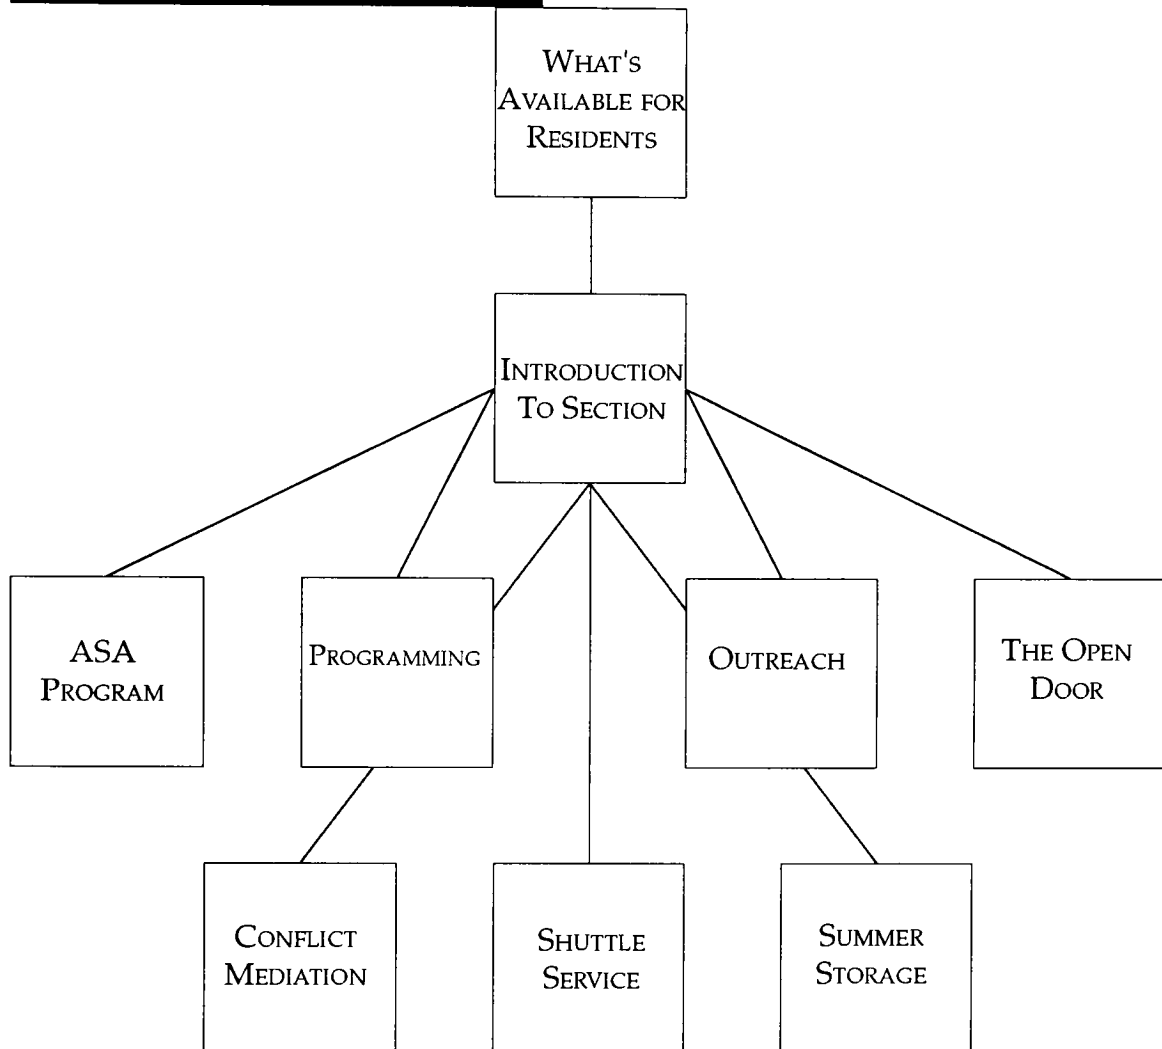 WHAT'S
AVAILABLE FOR
RESIDENTS
INTRODUCTION
TO SECTION
ASA
PROGRAM
PROGRAMMING
OUTREACH
THE OPEN
DOOR
CONFLICT
MEDIATION
SHUTTLE
SERVICE
SUMMER
STORAGE